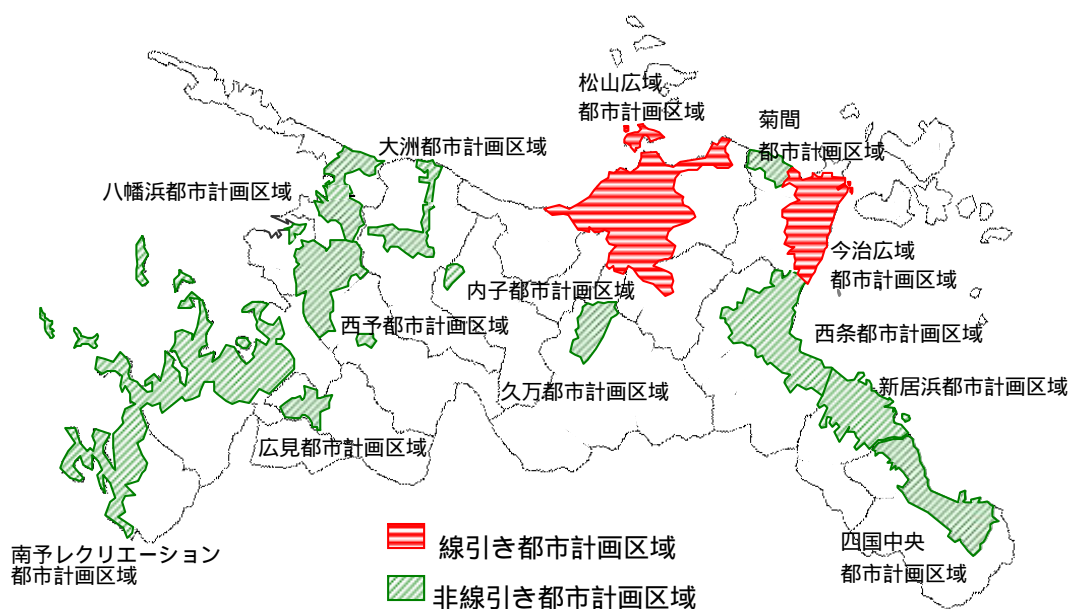 松山広域
都市計画区域
菊間
都市計画区域
大洲都市計画区域
八幡浜都市計画区域
今治広域
都市計画区域
内子都市計画区域
西予都市計画区域
西条都市計画区域
久万都市計画区域
新居浜都市計画区域
広見都市計画区域
南予レクリエーション
都市計画区域
四国中央
都市計画区域
線引き都市計画区域
非線引き都市計画区域